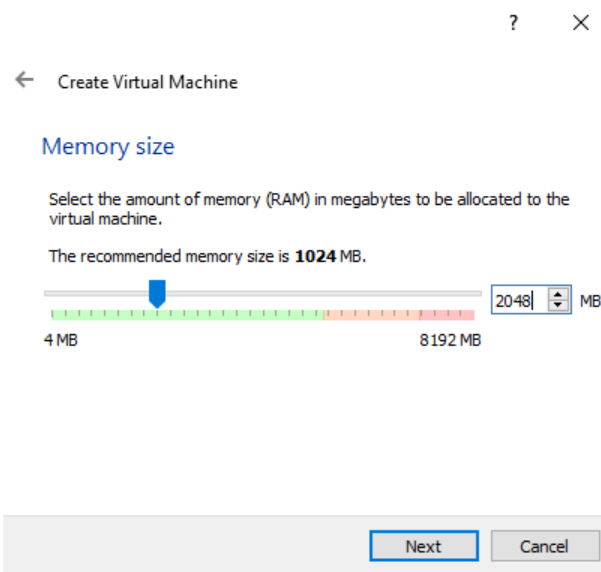 ?
Create Virtual Machine
Memory size
Select the amount of memory (RAM) in megabytes to be allocated to the
virtual machine.
The recommended memory size is 1024 MB.
2048 MB
4 MB 8192 MB
Next Cancel